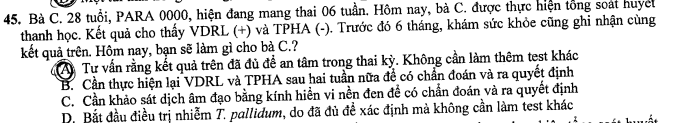 45. Bà C. 28 tuổi, PARA 0000, hiện đang mang thai 06 tuần. Hôm nay, bà C. được thực hiện tổng soát huyết
thanh học. Kết quả cho thấy VDRL (+) và TPHA (-). Trước đó 6 tháng, khám sức khỏe cũng ghi nhận cùng
kết quả trên. Hôm nay, bạn sẽ làm gì cho bà C.?
A. Tư vấn rằng kết quả trên đã đủ để an tâm trong thai kỳ. Không cần làm thêm test khác
B. Cần thực hiện lại VDRL và TPHA sau hai tuần nữa để có chẩn đoán và ra quyết định
C. Cần khảo sát dịch âm đạo bằng kính hiển vi nền đen để có chẩn đoán và ra quyết định
D. Bắt đầu điều trị nhiễm T. pallidum, do đã đủ để xác định mà không cần làm test khác